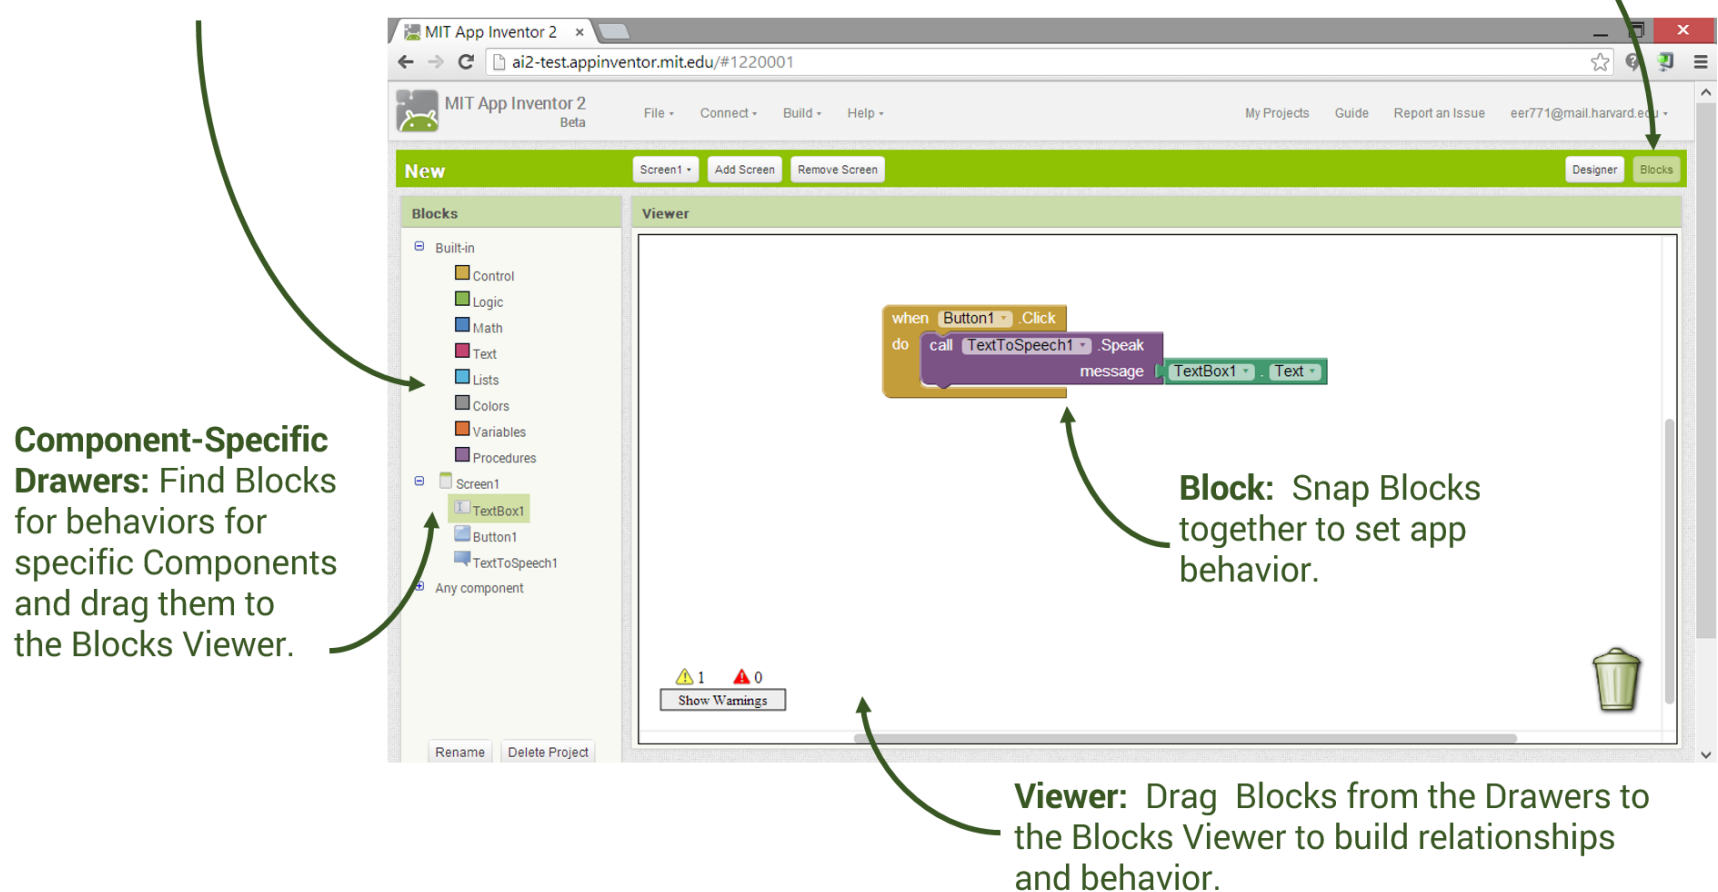 MIT App Inventor 2 ×
ai2-test.appinventor.mit.edu/#1220001
MIT App Inventor 2
Beta
File Connect Build Help
My Projects Guide Report an Issue eer771@mail.harvard.edu
New
Screen1 Add Screen Remove Screen
Designer Blocks
Blocks
Viewer
Built-in
Control
Logic
Math
Text
Lists
Colors
Variables
Procedures
Screen1
TextBox1
Button1
TextToSpeech1
Any component
Rename Delete Project
when Button1 .Click
do call TextToSpeech1 .Speak
message TextBox1 . Text
1 0
Show Warnings
Component-Specific
Drawers: Find Blocks
for behaviors for
specific Components
and drag them to
the Blocks Viewer.
Block: Snap Blocks
together to set app
behavior.
Viewer: Drag Blocks from the Drawers to
the Blocks Viewer to build relationships
and behavior.